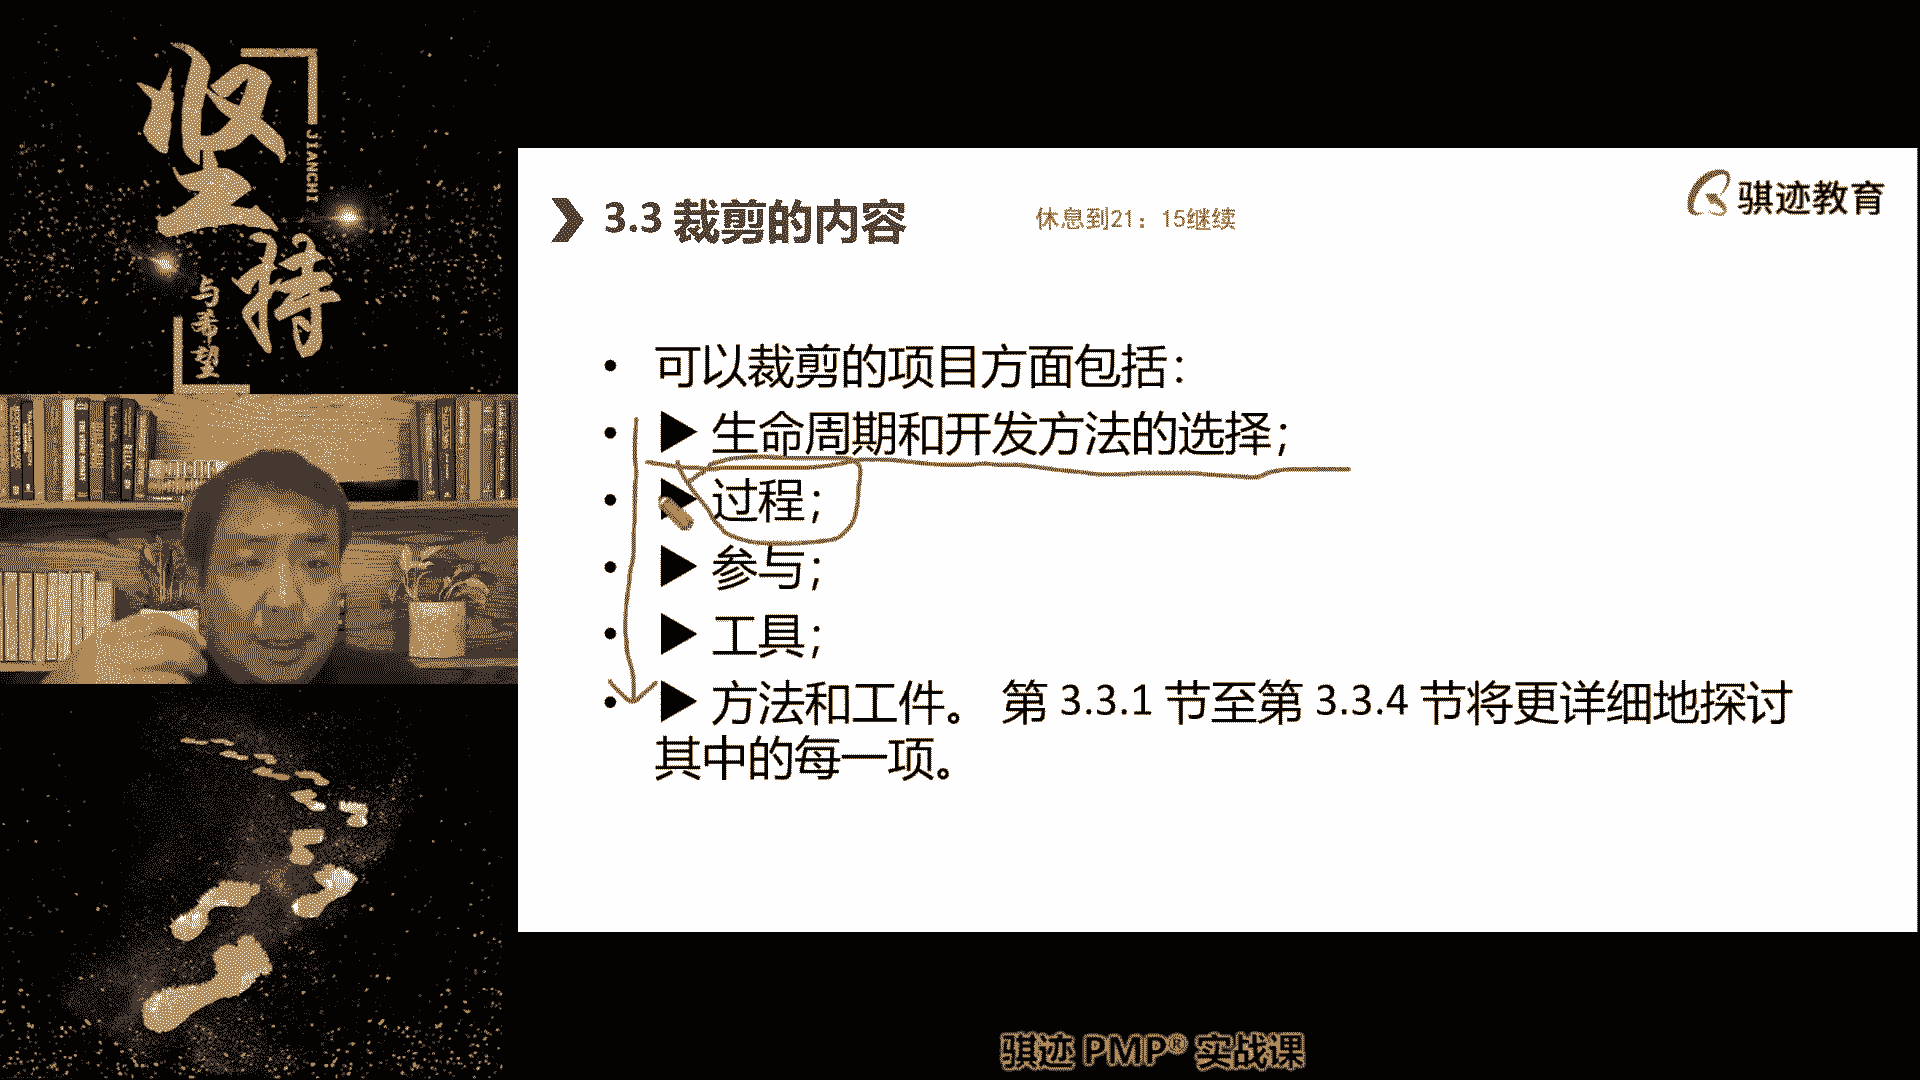 坚持
JIANCHI
与希望
3.3 裁剪的内容
休息到21：15继续
骐迹教育
• 可以裁剪的项目方面包括：
• ▶ 生命周期和开发方法的选择；
• ▶ 过程；
• ▶ 参与；
• ▶ 工具；
• ▶ 方法和工件。 第 3.3.1 节至第 3.3.4 节将更详细地探讨
其中的每一项。
骐迹 PMP® 实战课